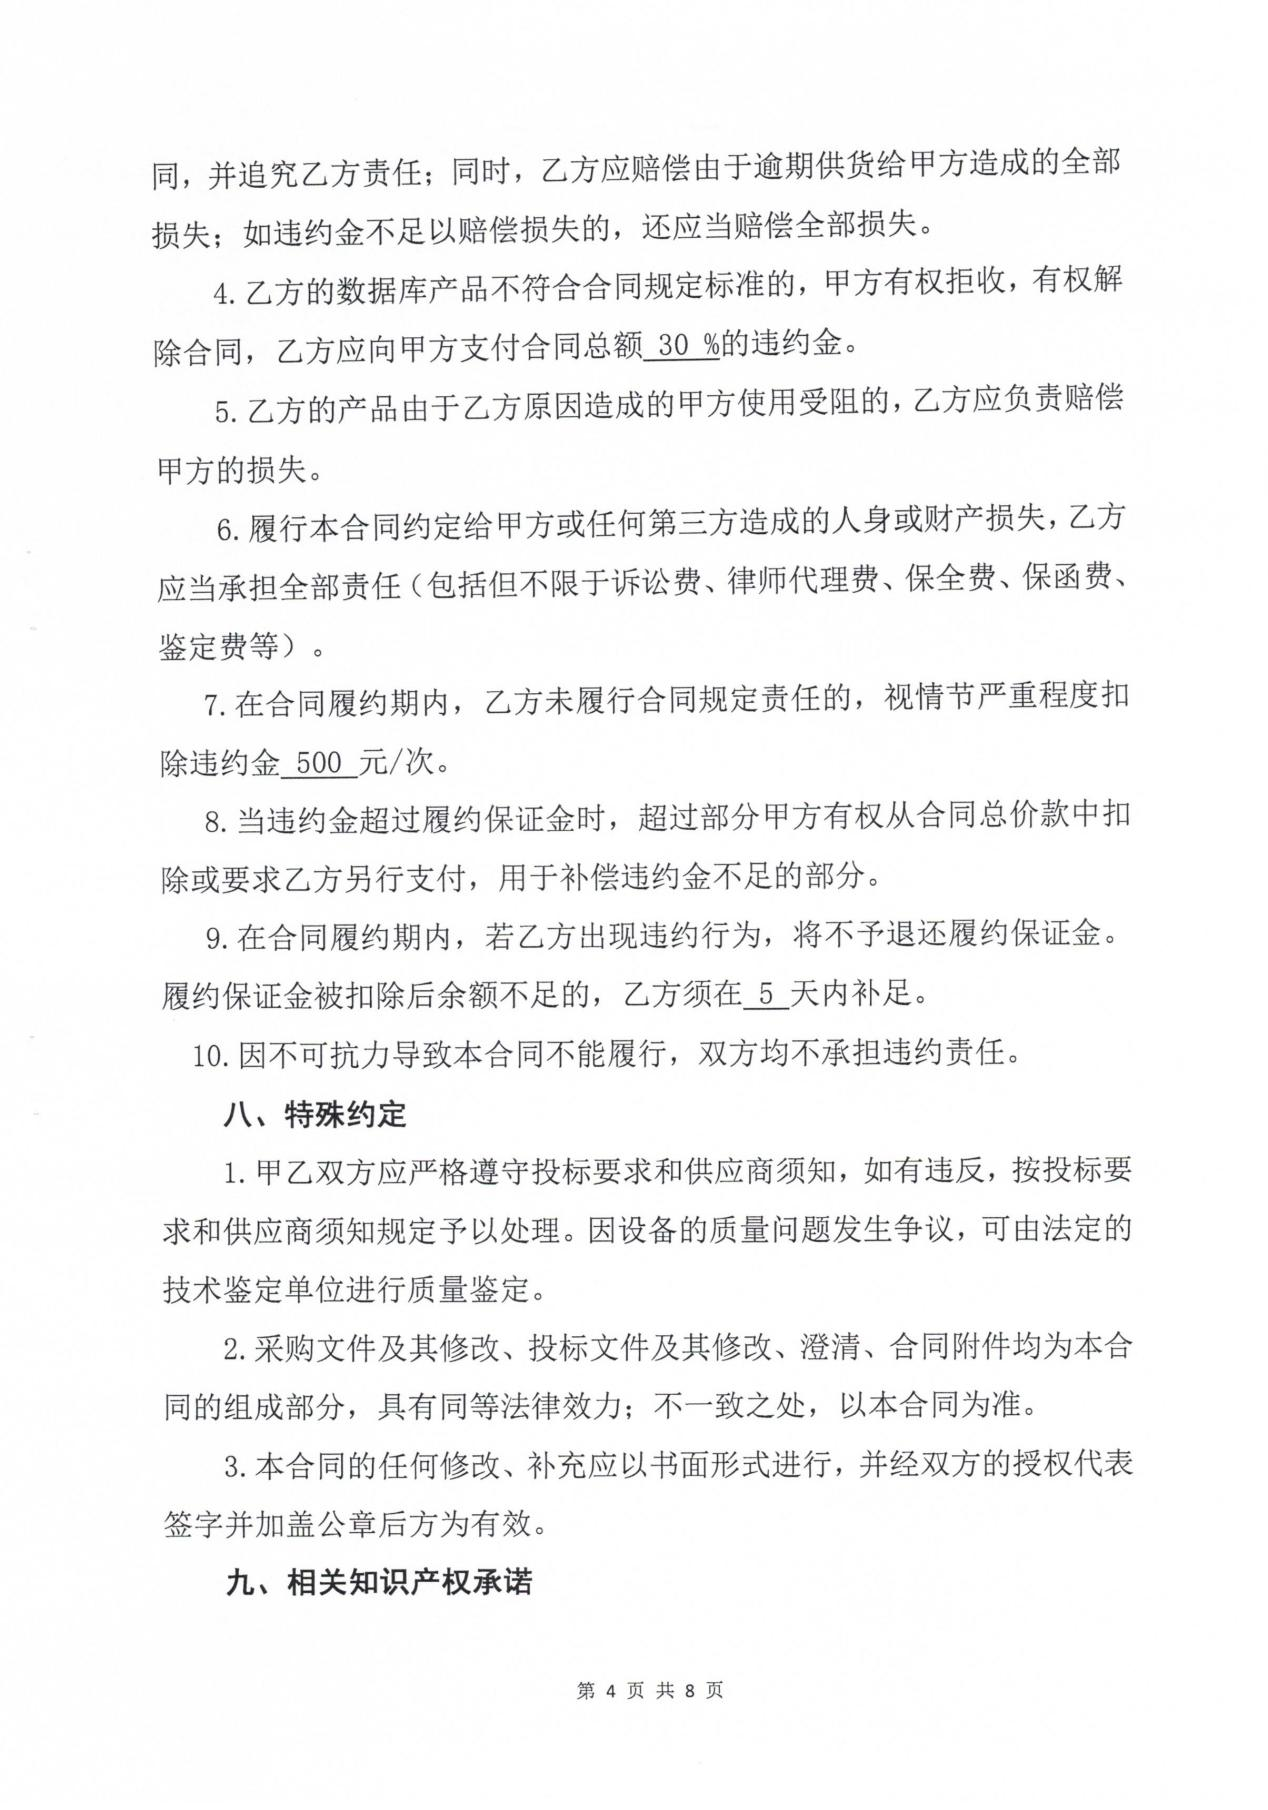 同，并追究乙方责任；同时，乙方应赔偿由于逾期供货给甲方造成的全部
损失；如违约金不足以赔偿损失的，还应当赔偿全部损失。
4.乙方的数据库产品不符合合同规定标准的，甲方有权拒收，有权解
除合同，乙方应向甲方支付合同总额 30 %的违约金。
5.乙方的产品由于乙方原因造成的甲方使用受阻的，乙方应负责赔偿
甲方的损失。
6.履行本合同约定给甲方或任何第三方造成的人身或财产损失，乙方
应当承担全部责任（包括但不限于诉讼费、律师代理费、保全费、保函费、
鉴定费等）。
7.在合同履约期内，乙方未履行合同规定责任的，视情节严重程度扣
除违约金 500 元/次。
8.当违约金超过履约保证金时，超过部分甲方有权从合同总价款中扣
除或要求乙方另行支付，用于补偿违约金不足的部分。
9.在合同履约期内，若乙方出现违约行为，将不予退还履约保证金。
履约保证金被扣除后余额不足的，乙方须在 5 天内补足。
10.因不可抗力导致本合同不能履行，双方均不承担违约责任。
八、特殊约定
1.甲乙双方应严格遵守投标要求和供应商须知，如有违反，按投标要
求和供应商须知规定予以处理。因设备的质量问题发生争议，可由法定的
技术鉴定单位进行质量鉴定。
2.采购文件及其修改、投标文件及其修改、澄清、合同附件均为本合
同的组成部分，具有同等法律效力；不一致之处，以本合同为准。
3.本合同的任何修改、补充应以书面形式进行，并经双方的授权代表
签字并加盖公章后方为有效。
九、相关知识产权承诺
第 4 页 共 8 页